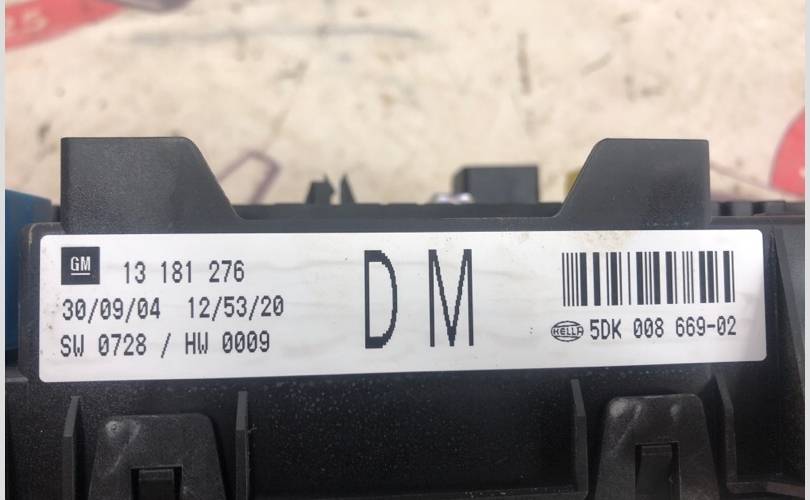 GM 13 181 276
30/09/04 12/53/20
SW 0728 / HW 0009
DM
HELLA 5DK 008 669-02